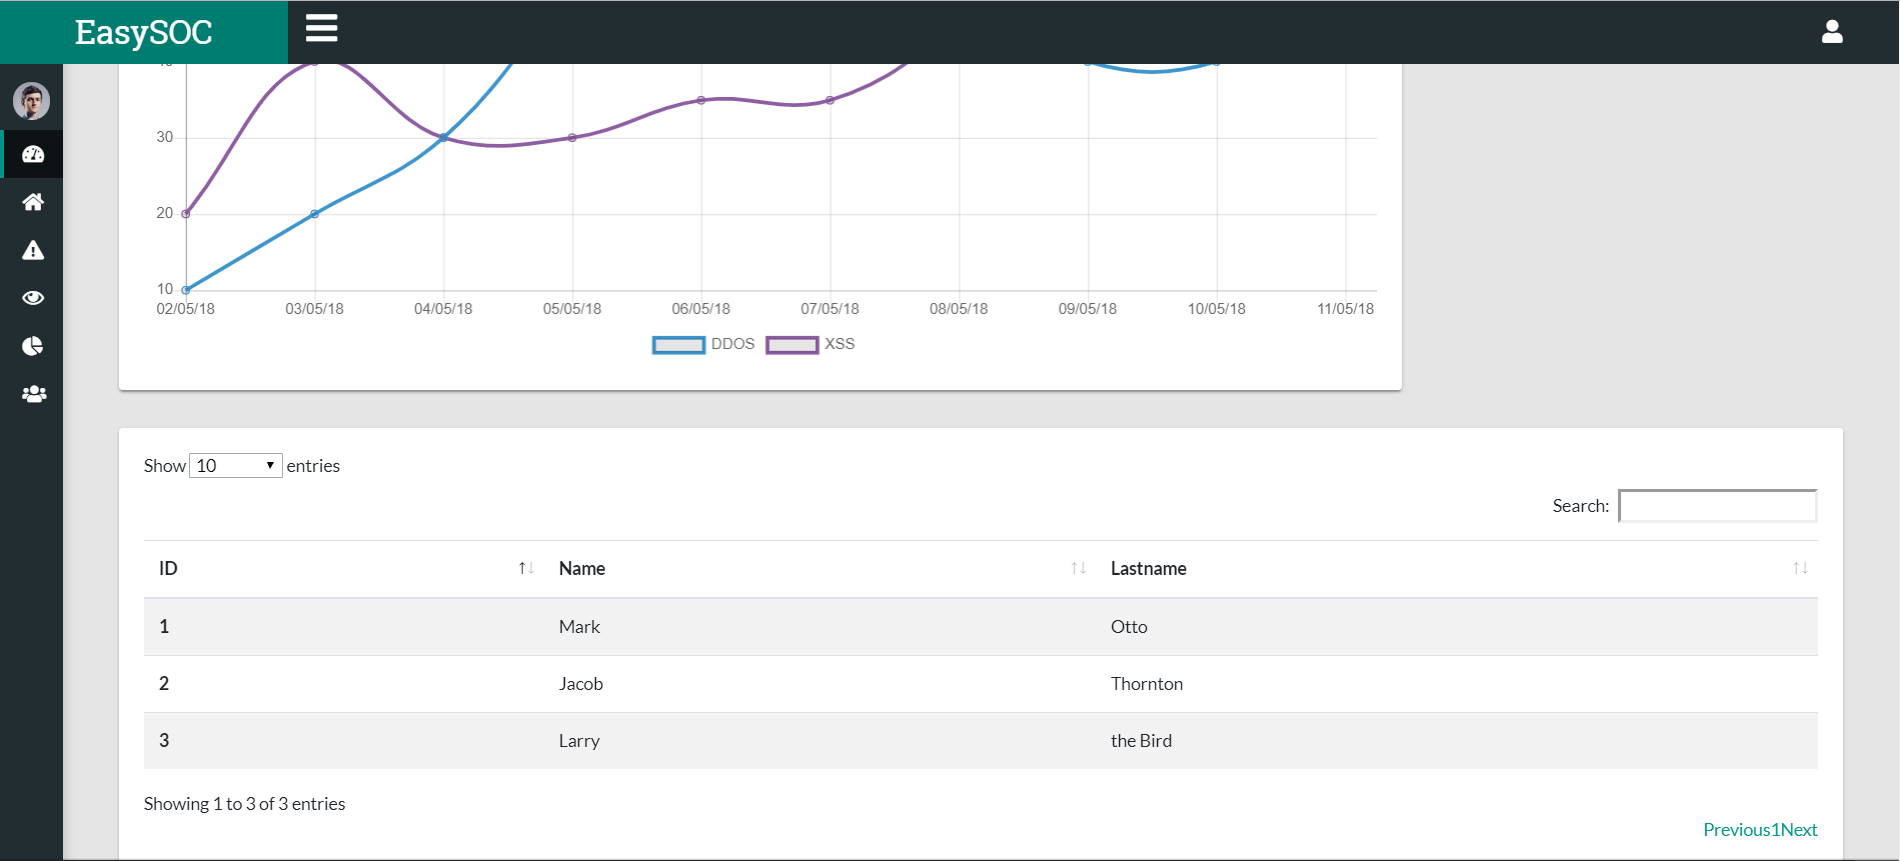 EasySOC
30
20
10
02/05/18 03/05/18 04/05/18 05/05/18 06/05/18 07/05/18 08/05/18 09/05/18 10/05/18 11/05/18
DDOS XSS
Show 10 entries
Search:
ID Name Lastname
1 Mark Otto
2 Jacob Thornton
3 Larry the Bird
Showing 1 to 3 of 3 entries
Previous1Next